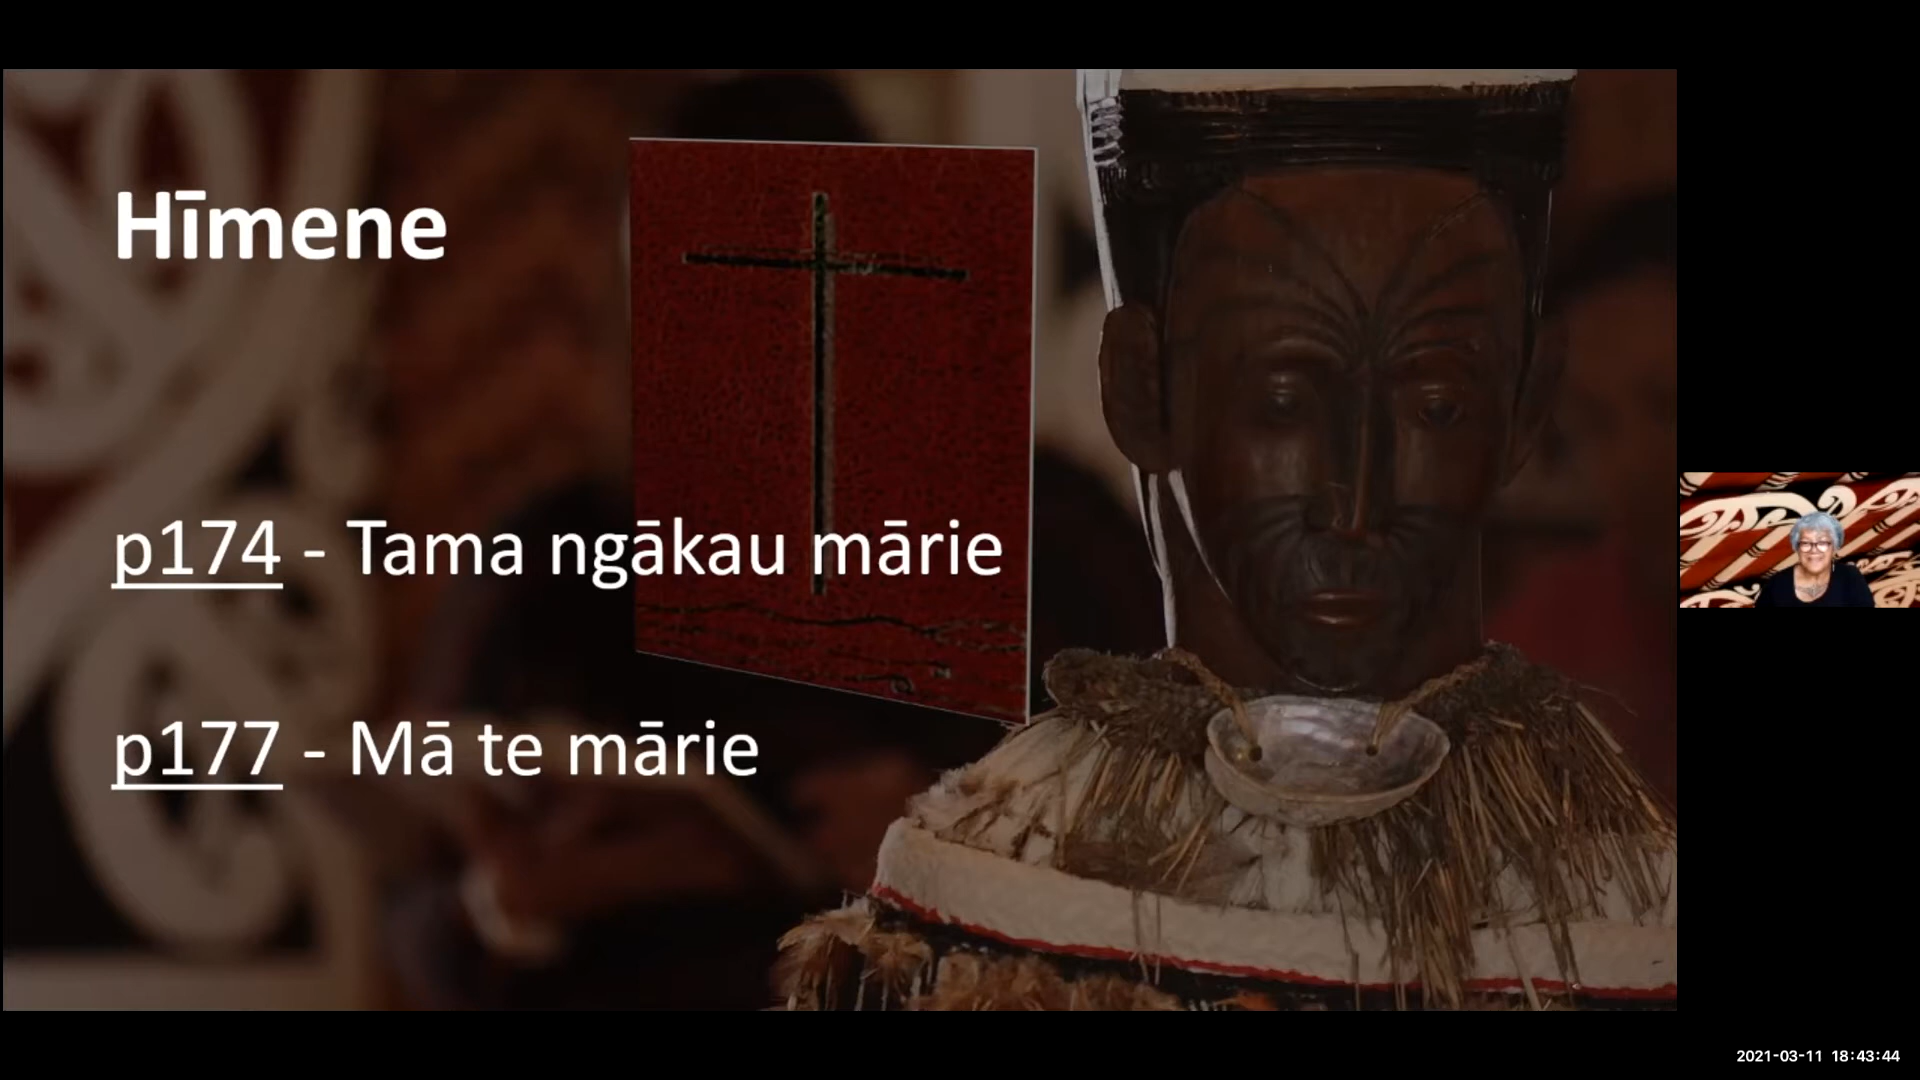 Hīmene
p174 - Tama ngākau mārie
p177 - Mā te mārie
2021-03-11 18:43:44